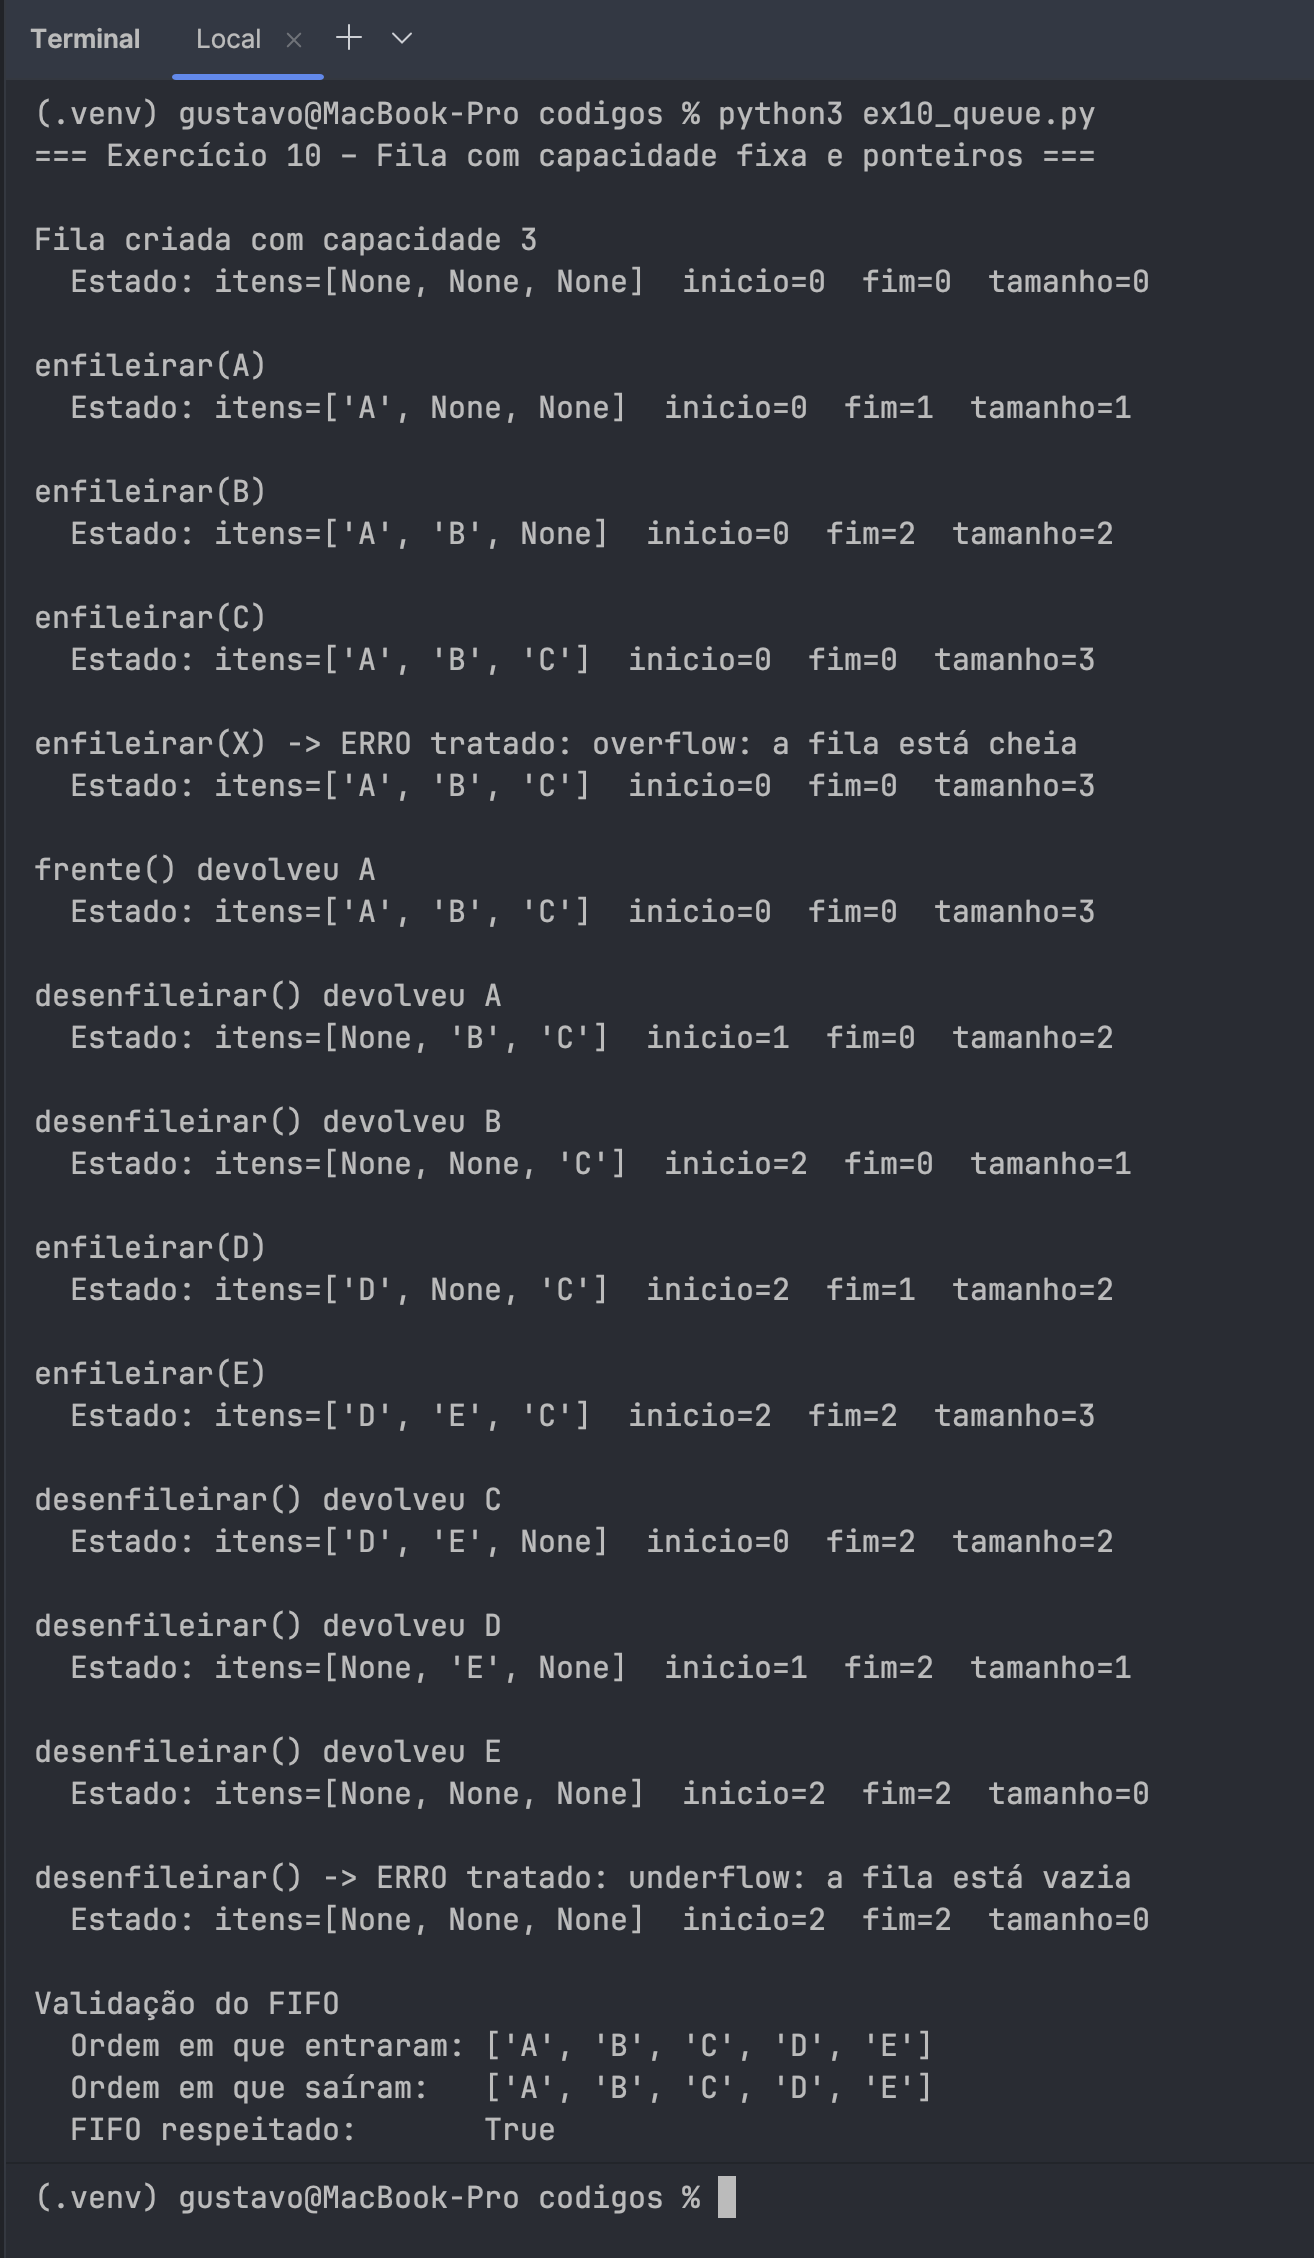 Terminal Local
(.venv) gustavo@MacBook-Pro codigos % python3 ex10_queue.py
=== Exercício 10 - Fila com capacidade fixa e ponteiros ===
Fila criada com capacidade 3
  Estado: itens=[None, None, None]  inicio=0  fim=0  tamanho=0
enfileirar(A)
  Estado: itens=['A', None, None]  inicio=0  fim=1  tamanho=1
enfileirar(B)
  Estado: itens=['A', 'B', None]  inicio=0  fim=2  tamanho=2
enfileirar(C)
  Estado: itens=['A', 'B', 'C']  inicio=0  fim=0  tamanho=3
enfileirar(X) -> ERRO tratado: overflow: a fila está cheia
  Estado: itens=['A', 'B', 'C']  inicio=0  fim=0  tamanho=3
frente() devolveu A
  Estado: itens=['A', 'B', 'C']  inicio=0  fim=0  tamanho=3
desenfileirar() devolveu A
  Estado: itens=[None, 'B', 'C']  inicio=1  fim=0  tamanho=2
desenfileirar() devolveu B
  Estado: itens=[None, None, 'C']  inicio=2  fim=0  tamanho=1
enfileirar(D)
  Estado: itens=['D', None, 'C']  inicio=2  fim=1  tamanho=2
enfileirar(E)
  Estado: itens=['D', 'E', 'C']  inicio=2  fim=2  tamanho=3
desenfileirar() devolveu C
  Estado: itens=['D', 'E', None]  inicio=0  fim=2  tamanho=2
desenfileirar() devolveu D
  Estado: itens=[None, 'E', None]  inicio=1  fim=2  tamanho=1
desenfileirar() devolveu E
  Estado: itens=[None, None, None]  inicio=2  fim=2  tamanho=0
desenfileirar() -> ERRO tratado: underflow: a fila está vazia
  Estado: itens=[None, None, None]  inicio=2  fim=2  tamanho=0
Validação do FIFO
  Ordem em que entraram: ['A', 'B', 'C', 'D', 'E']
  Ordem em que saíram:   ['A', 'B', 'C', 'D', 'E']
  FIFO respeitado:       True
(.venv) gustavo@MacBook-Pro codigos %